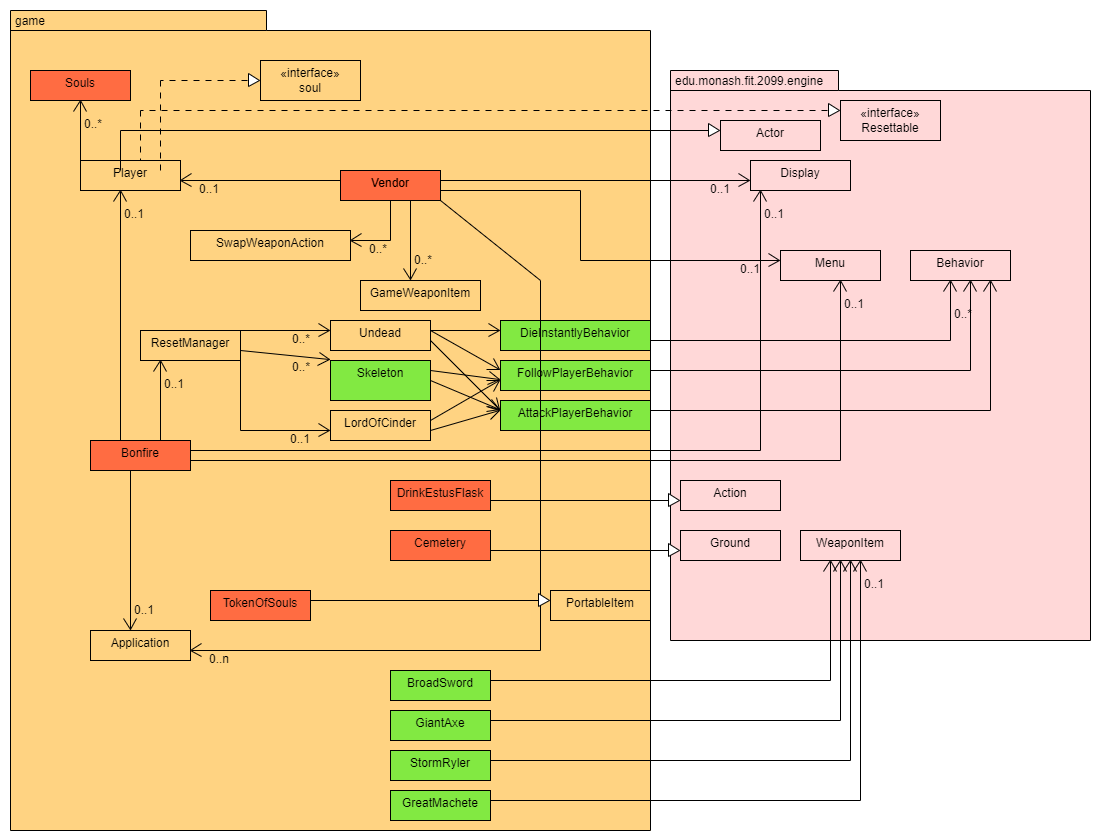 game
«interface»
soul
Souls
0..*
edu.monash.fit.2099.engine
«interface»
Resettable
Actor
Player
0..1
Vendor
0..1
Display
0..1
0..1
SwapWeaponAction
0..*
0..*
GameWeaponItem
0..1
Menu
0..1
Behavior
0..*
ResetManager
0..*
0..*
0..1
0..1
Undead
Skeleton
LordOfCinder
DieInstantlyBehavior
FollowPlayerBehavior
AttackPlayerBehavior
Bonfire
DrinkEstusFlask
Action
Cemetery
Ground
WeaponItem
0..1
TokenOfSouls
PortableItem
0..1
Application
0..n
BroadSword
GiantAxe
StormRyler
GreatMachete